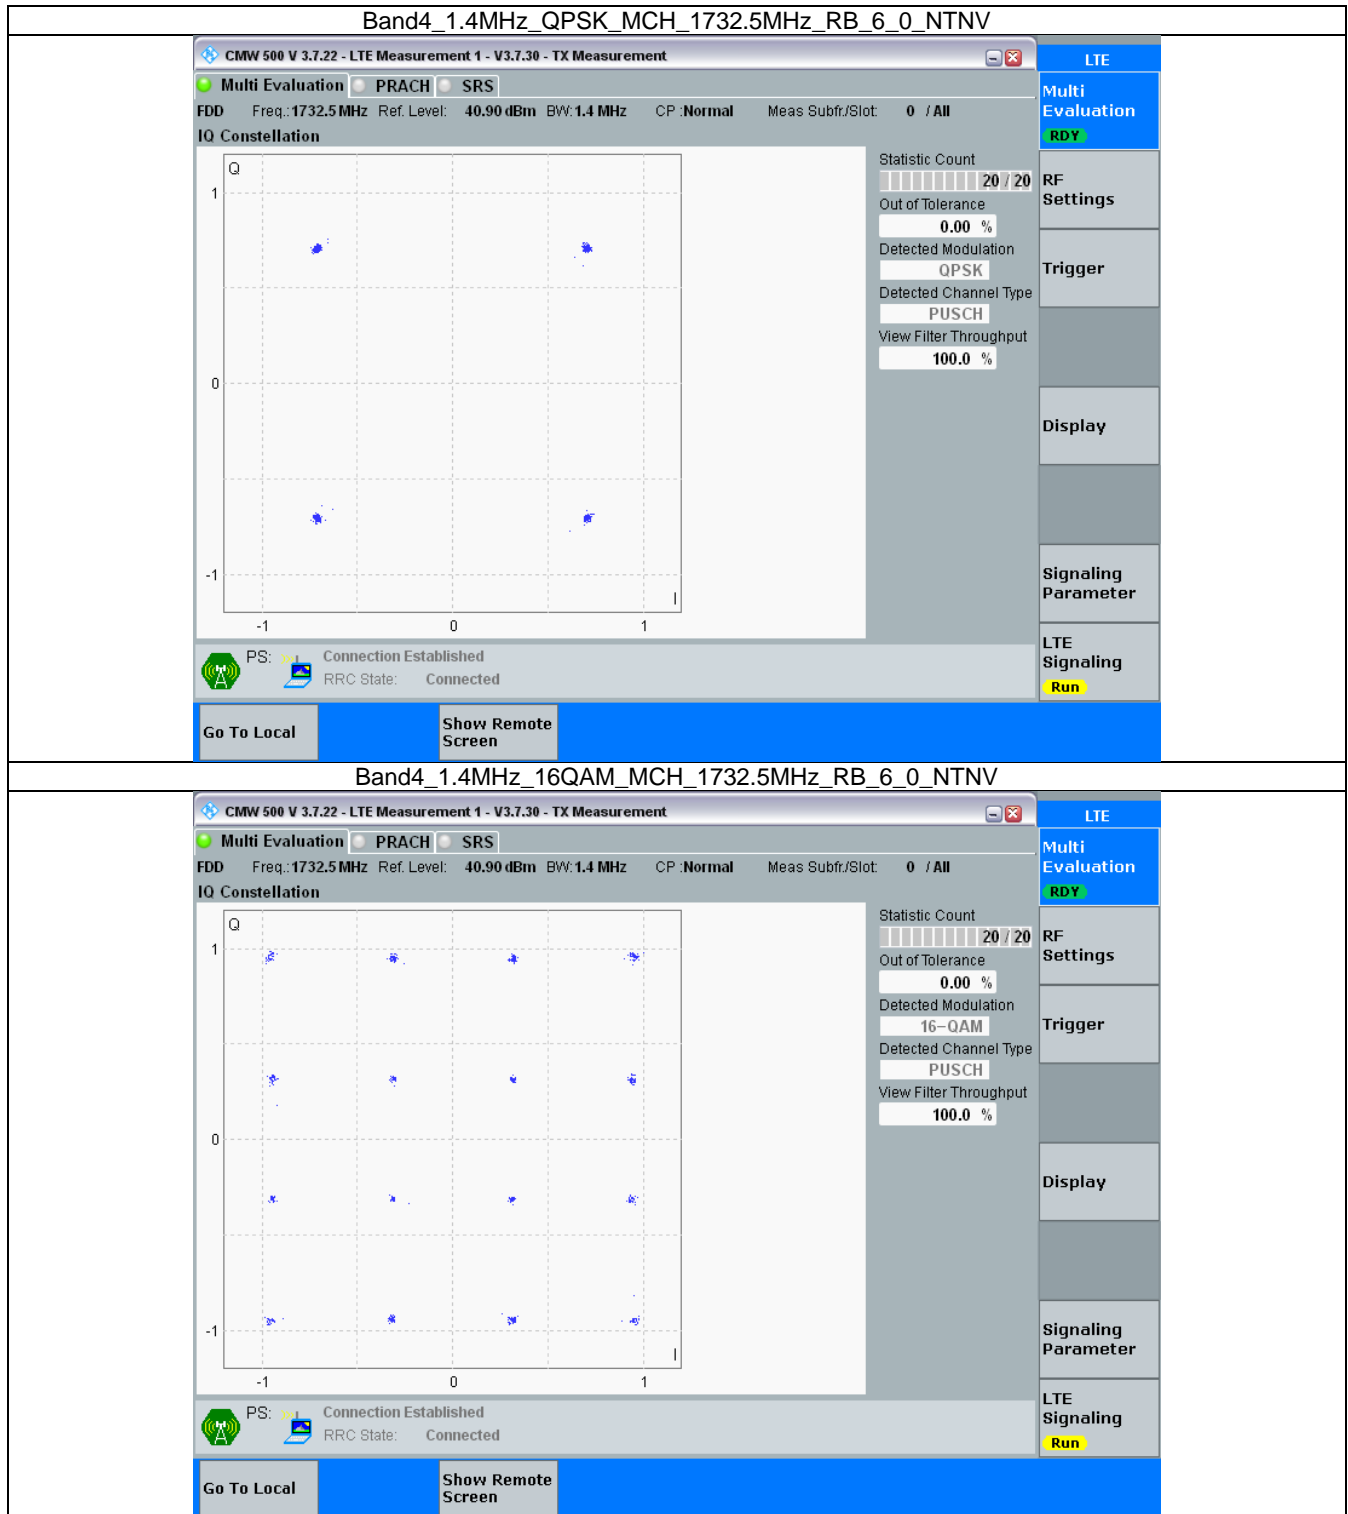 Band4_1.4MHz_QPSK_MCH_1732.5MHz_RB_6_0_NTNV
CMW 500 V 3.7.22 - LTE Measurement 1 - V3.7.30 - TX Measurement
LTE
Multi Evaluation PRACH SRS
FDD Freq.:1732.5 MHz Ref. Level: 40.90 dBm BW:1.4 MHz CP :Normal Meas Subfr./Slot: 0 / All
IQ Constellation
Q
1
0
-1
I
-1 0 1
Statistic Count
20 / 20
Out of Tolerance
0.00 %
Detected Modulation
QPSK
Detected Channel Type
PUSCH
View Filter Throughput
100.0 %
Multi
Evaluation
RDY
RF
Settings
Trigger
Display
Signaling
Parameter
LTE
Signaling
Run
PS: Connection Established
RRC State: Connected
Go To Local
Show Remote
Screen
Band4_1.4MHz_16QAM_MCH_1732.5MHz_RB_6_0_NTNV
CMW 500 V 3.7.22 - LTE Measurement 1 - V3.7.30 - TX Measurement
LTE
Multi Evaluation PRACH SRS
FDD Freq.:1732.5 MHz Ref. Level: 40.90 dBm BW:1.4 MHz CP :Normal Meas Subfr./Slot: 0 / All
IQ Constellation
Q
1
0
-1
I
-1 0 1
Statistic Count
20 / 20
Out of Tolerance
0.00 %
Detected Modulation
16-QAM
Detected Channel Type
PUSCH
View Filter Throughput
100.0 %
Multi
Evaluation
RDY
RF
Settings
Trigger
Display
Signaling
Parameter
LTE
Signaling
Run
PS: Connection Established
RRC State: Connected
Go To Local
Show Remote
Screen